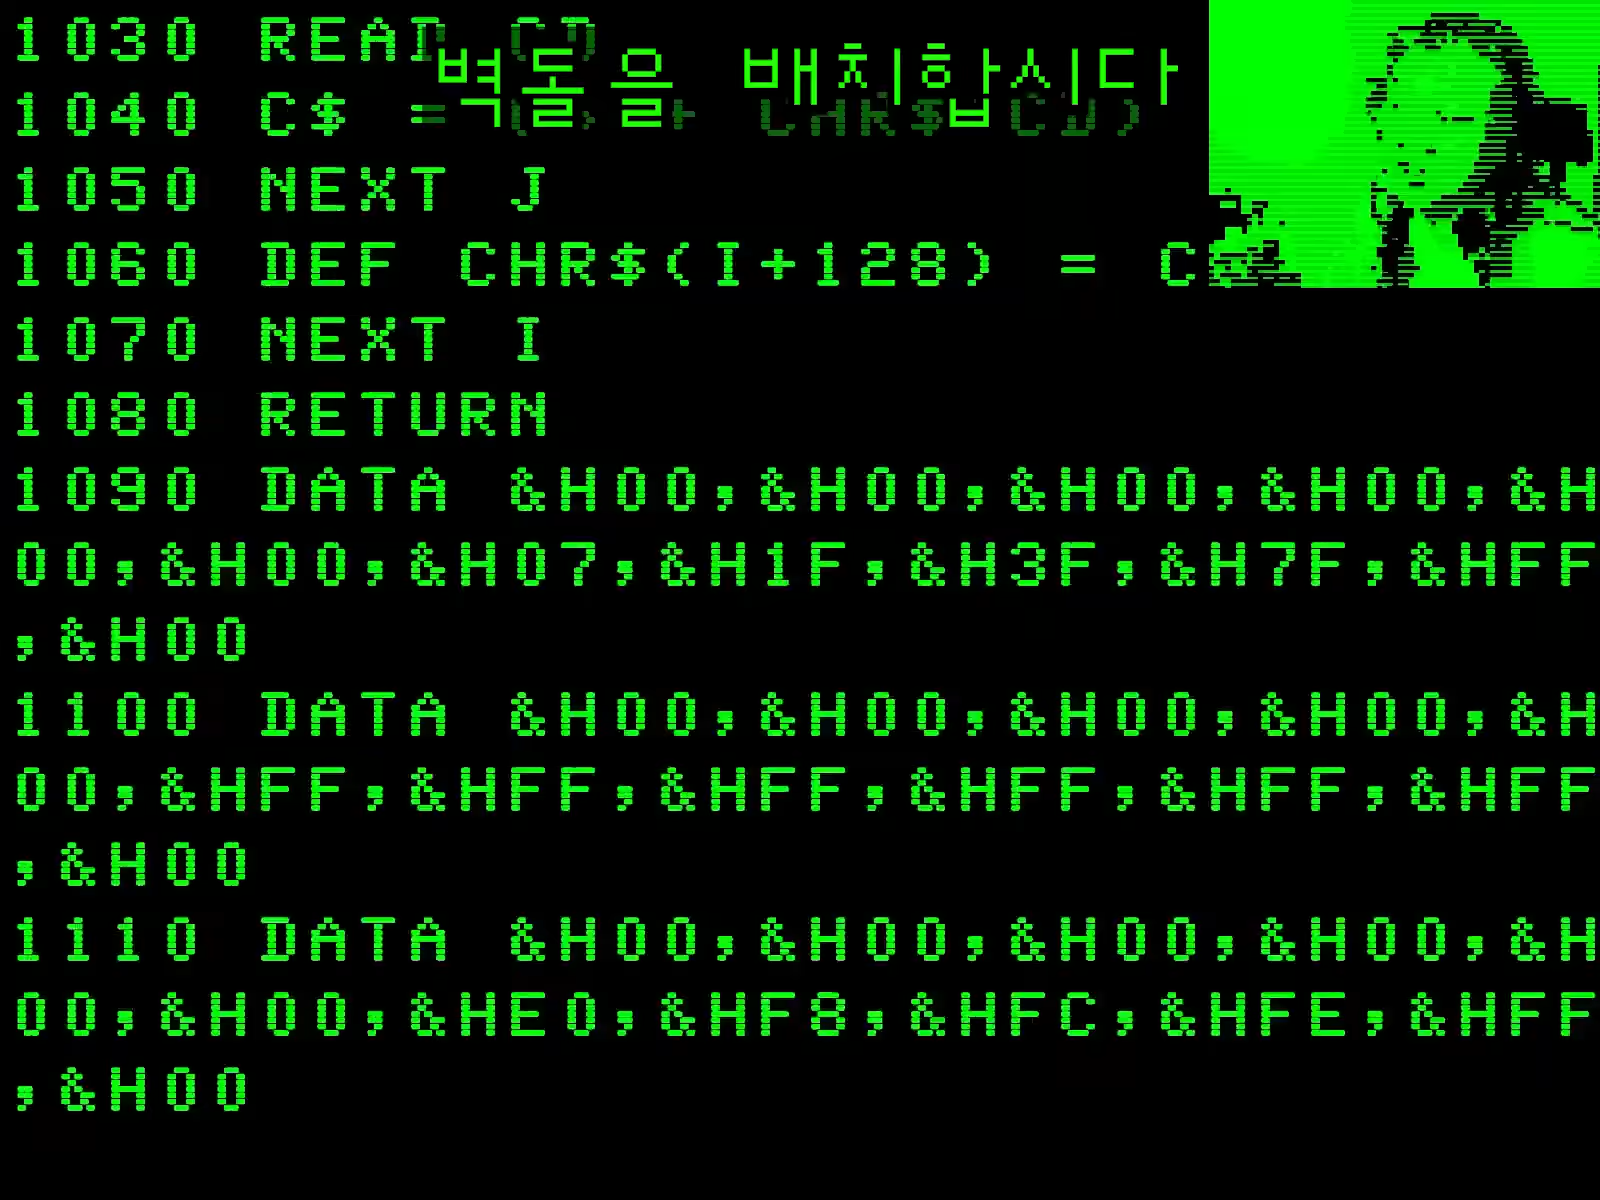 1030 READ CJ
벽돌을 배치합시다
1040 C$ = C$ + CHR$(CJ)
1050 NEXT J
1060 DEF CHR$(I+128) = C
1070 NEXT I
1080 RETURN
1090 DATA &H00,&H00,&H00,&H00,&H
00,&H00,&H07,&H1F,&H3F,&H7F,&HFF
,&H00
1100 DATA &H00,&H00,&H00,&H00,&H
00,&HFF,&HFF,&HFF,&HFF,&HFF,&HFF
,&H00
1110 DATA &H00,&H00,&H00,&H00,&H
00,&H00,&HE0,&HF8,&HFC,&HFE,&HFF
,&H00